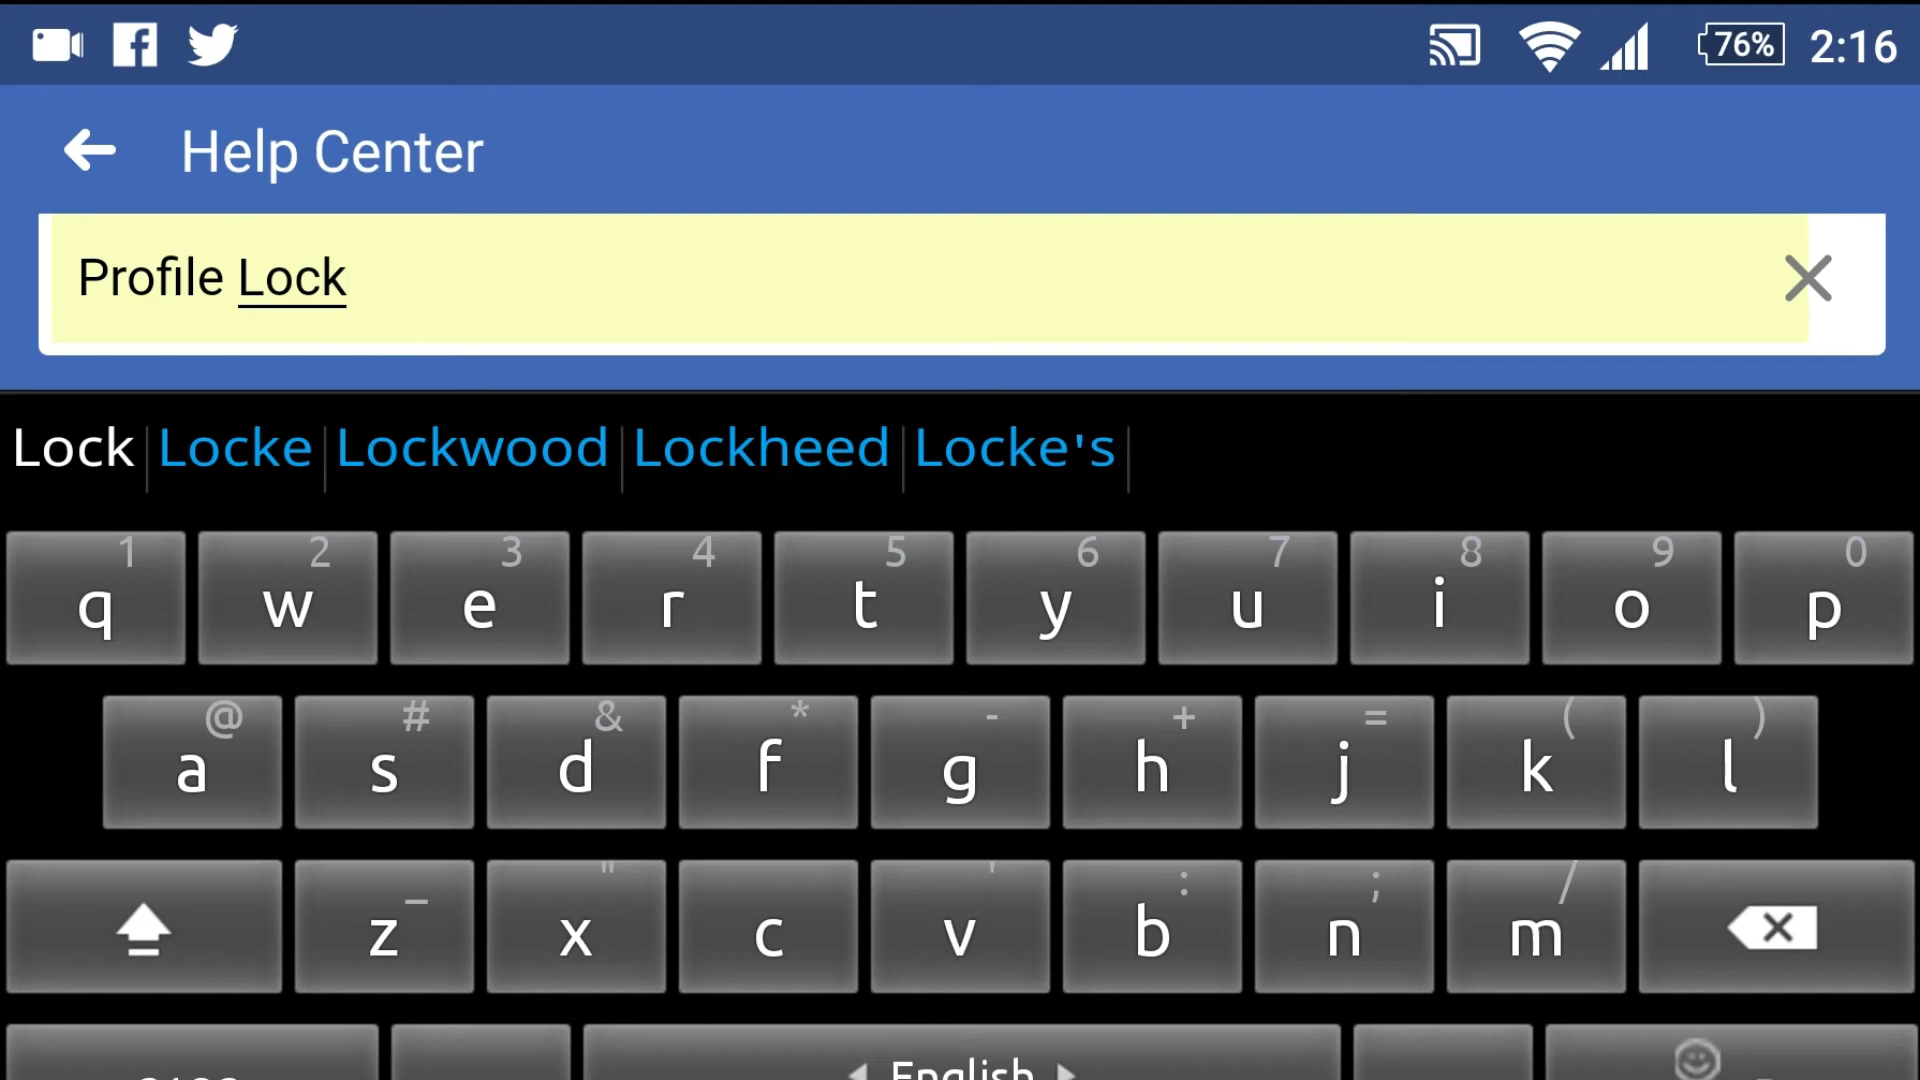 76% 2:16
Help Center
Profile Lock
Lock Locke Lockwood Lockheed Locke's
1 2 3 4 5 6 7 8 9 0
q w e r t y u i o p
@ # & * - + = ( )
a s d f g h j k l
_ " ' : ; /
z x c v b n m
English